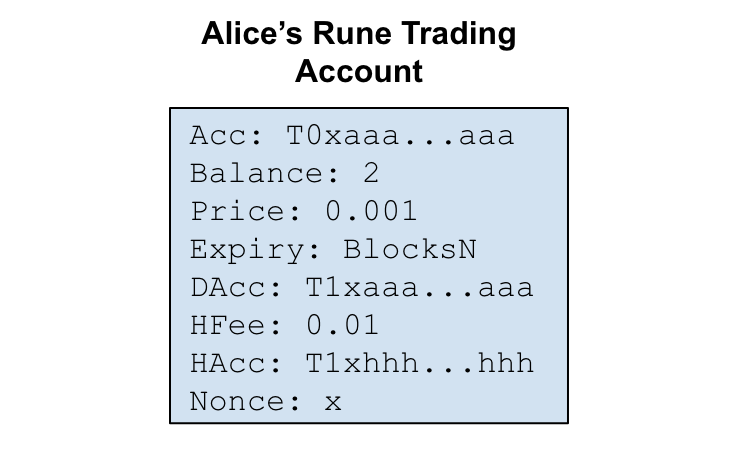 Alice’s Rune Trading
Account
Acc: T0xaaa...aaa
Balance: 2
Price: 0.001
Expiry: BlocksN
DAcc: T1xaaa...aaa
HFee: 0.01
HAcc: T1xhhh...hhh
Nonce: x